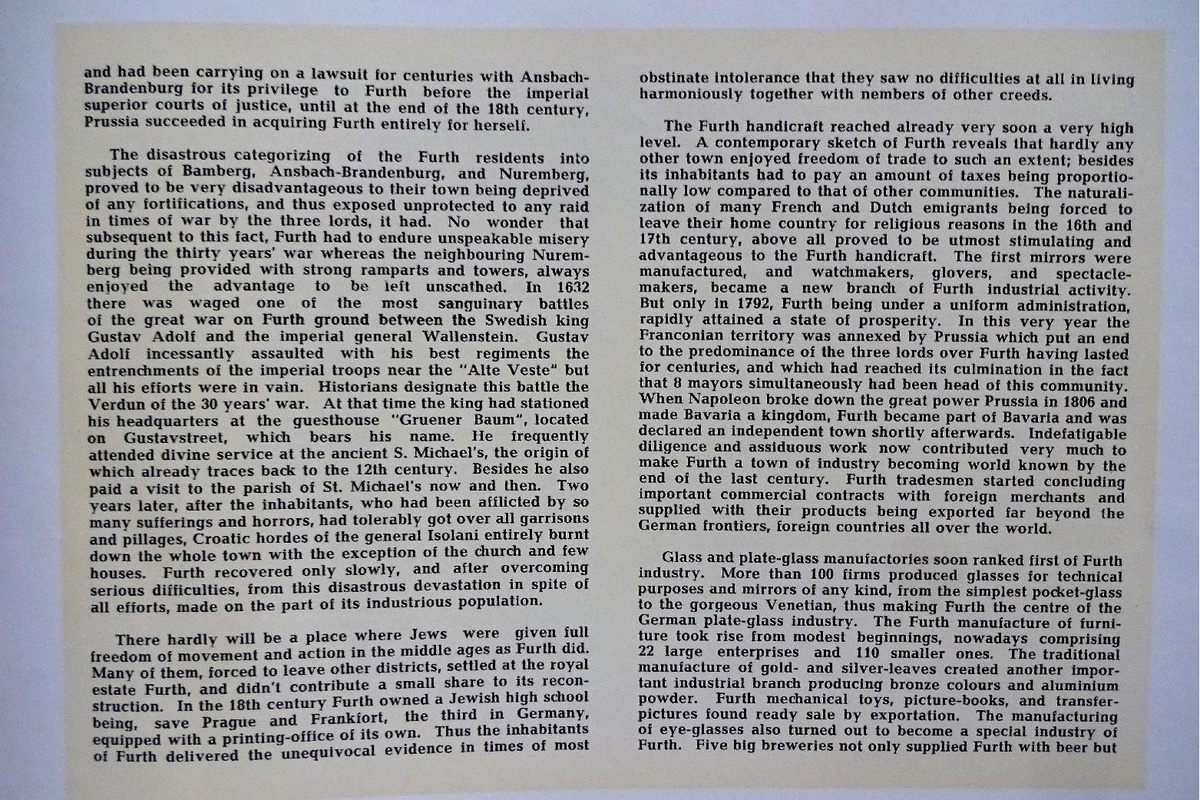 and had been carrying on a lawsuit for centuries with Ansbach-
Brandenburg for its privilege to Furth before the imperial
superior courts of justice, until at the end of the 18th century,
Prussia succeeded in acquiring Furth entirely for herself.
The disastrous categorizing of the Furth residents into
subjects of Bamberg, Ansbach-Brandenburg, and Nuremberg,
proved to be very disadvantageous to their town being deprived
of any fortifications, and thus exposed unprotected to any raid
in times of war by the three lords, it had. No wonder that
subsequent to this fact, Furth had to endure unspeakable misery
during the thirty years' war whereas the neighbouring Nurem-
berg being provided with strong ramparts and towers, always
enjoyed the advantage to be left unscathed. In 1632
there was waged one of the most sanguinary battles
of the great war on Furth ground between the Swedish king
Gustav Adolf and the imperial general Wallenstein. Gustav
Adolf incessantly assaulted with his best regiments the
entrenchments of the imperial troops near the "Alte Veste" but
all his efforts were in vain. Historians designate this battle the
Verdun of the 30 years' war. At that time the king had stationed
his headquarters at the guesthouse "Gruener Baum", located
on Gustavstreet, which bears his name. He frequently
attended divine service at the ancient S. Michael's, the origin of
which already traces back to the 12th century. Besides he also
paid a visit to the parish of St. Michael's now and then. Two
years later, after the inhabitants, who had been afflicted by so
many sufferings and horrors, had tolerably got over all garrisons
and pillages, Croatic hordes of the general Isolani entirely burnt
down the whole town with the exception of the church and few
houses. Furth recovered only slowly, and after overcoming
serious difficulties, from this disastrous devastation in spite of
all efforts, made on the part of its industrious population.
There hardly will be a place where Jews were given full
freedom of movement and action in the middle ages as Furth did.
Many of them, forced to leave other districts, settled at the royal
estate Furth, and didn't contribute a small share to its recon-
struction. In the 18th century Furth owned a Jewish high school
being, save Prague and Frankfort, the third in Germany,
equipped with a printing-office of its own. Thus the inhabitants
of Furth delivered the unequivocal evidence in times of most
obstinate intolerance that they saw no difficulties at all in living
harmoniously together with nembers of other creeds.
The Furth handicraft reached already very soon a very high
level. A contemporary sketch of Furth reveals that hardly any
other town enjoyed freedom of trade to such an extent; besides
its inhabitants had to pay an amount of taxes being proportio-
nally low compared to that of other communities. The naturali-
zation of many French and Dutch emigrants being forced to
leave their home country for religious reasons in the 16th and
17th century, above all proved to be utmost stimulating and
advantageous to the Furth handicraft. The first mirrors were
manufactured, and watchmakers, glovers, and spectacle-
makers, became a new branch of Furth industrial activity.
But only in 1792, Furth being under a uniform administration,
rapidly attained a state of prosperity. In this very year the
Franconian territory was annexed by Prussia which put an end
to the predominance of the three lords over Furth having lasted
for centuries, and which had reached its culmination in the fact
that 8 mayors simultaneously had been head of this community.
When Napoleon broke down the great power Prussia in 1806 and
made Bavaria a kingdom, Furth became part of Bavaria and was
declared an independent town shortly afterwards. Indefatigable
diligence and assiduous work now contributed very much to
make Furth a town of industry becoming world known by the
end of the last century. Furth tradesmen started concluding
important commercial contracts with foreign merchants and
supplied with their products being exported far beyond the
German frontiers, foreign countries all over the world.
Glass and plate-glass manufactories soon ranked first of Furth
industry. More than 100 firms produced glasses for technical
purposes and mirrors of any kind, from the simplest pocket-glass
to the gorgeous Venetian, thus making Furth the centre of the
German plate-glass industry. The Furth manufacture of furni-
ture took rise from modest beginnings, nowadays comprising
22 large enterprises and 110 smaller ones. The traditional
manufacture of gold- and silver-leaves created another impor-
tant industrial branch producing bronze colours and aluminium
powder. Furth mechanical toys, picture-books, and transfer-
pictures found ready sale by exportation. The manufacturing
of eye-glasses also turned out to become a special industry of
Furth. Five big breweries not only supplied Furth with beer but